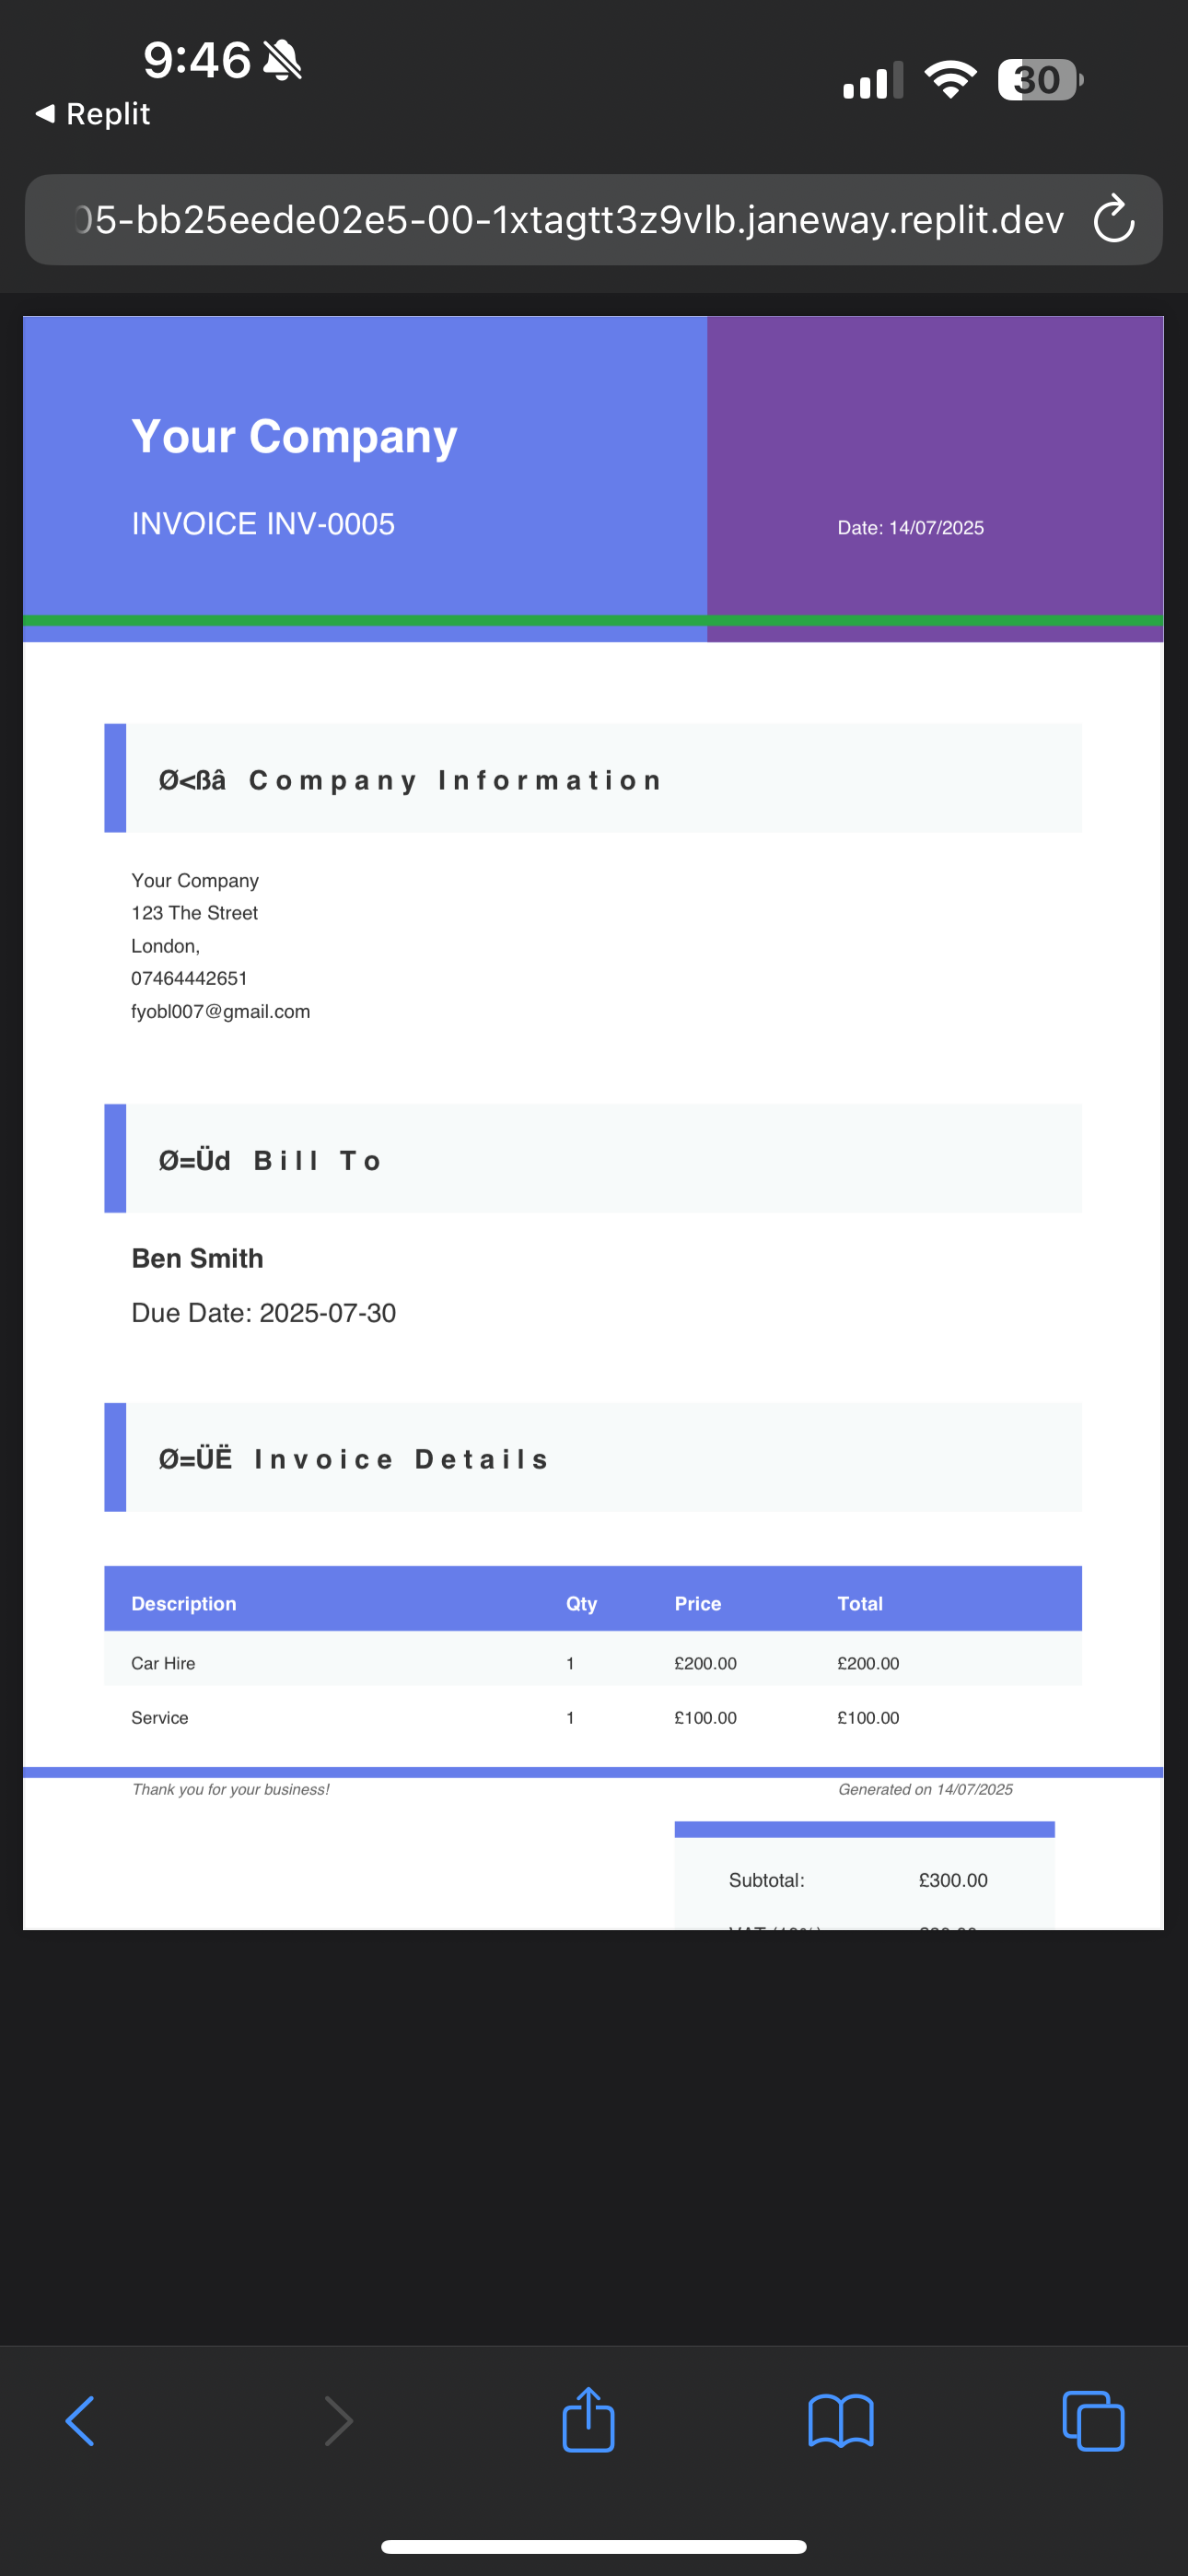 9:46
Replit
30
05-bb25eede02e5-00-1xtagtt3z9vlb.janeway.replit.dev
Your Company
INVOICE INV-0005
Date: 14/07/2025
Ø<ßâ Company Information
Your Company
123 The Street
London,
07464442651
fyobl007@gmail.com
Ø=Üd Bill To
Ben Smith
Due Date: 2025-07-30
Ø=ÜË Invoice Details
Description Qty Price Total
Car Hire 1 £200.00 £200.00
Service 1 £100.00 £100.00
Thank you for your business! Generated on 14/07/2025
Subtotal: £300.00